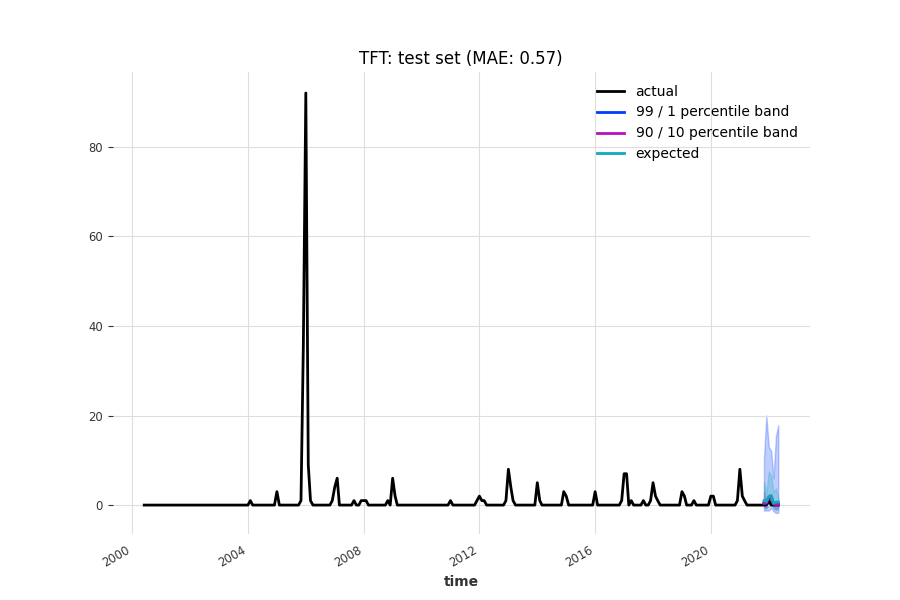 TFT: test set (MAE: 0.57)
actual
99 / 1 percentile band
90 / 10 percentile band
expected
80
60
40
20
0
2000
2004
2008
2012
2016
2020
time